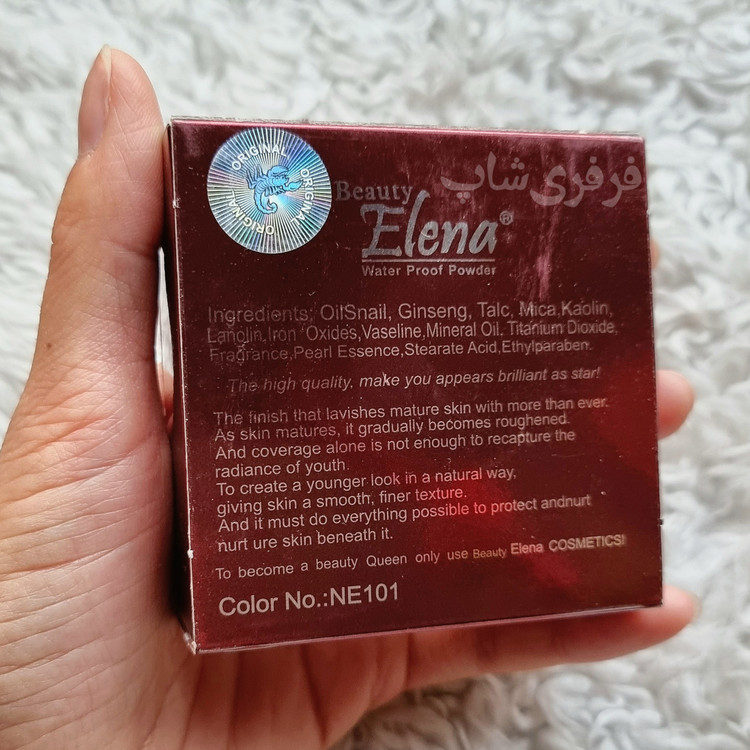 ORIGINAL ORIGINAL ORIGINAL ORIGINAL
فرفری شاپ
Beauty
Elena®
Water Proof Powder
Ingredients: OilSnail, Ginseng, Talc, Mica,Kaolin,
Lanolin,Iron Oxides,Vaseline,Mineral Oil. Titanium Dioxide,
Fragrance,Pearl Essence,Stearate Acid,Ethylparaben.
The high quality, make you appears brilliant as star!
The finish that lavishes mature skin with more than ever.
As skin matures, it gradually becomes roughened.
And coverage alone is not enough to recapture the
radiance of youth.
To create a younger look in a natural way,
giving skin a smooth, finer texture.
And it must do everything possible to protect andnurt
nurt ure skin beneath it.
To become a beauty Queen only use Beauty Elena COSMETICS!
Color No.:NE101